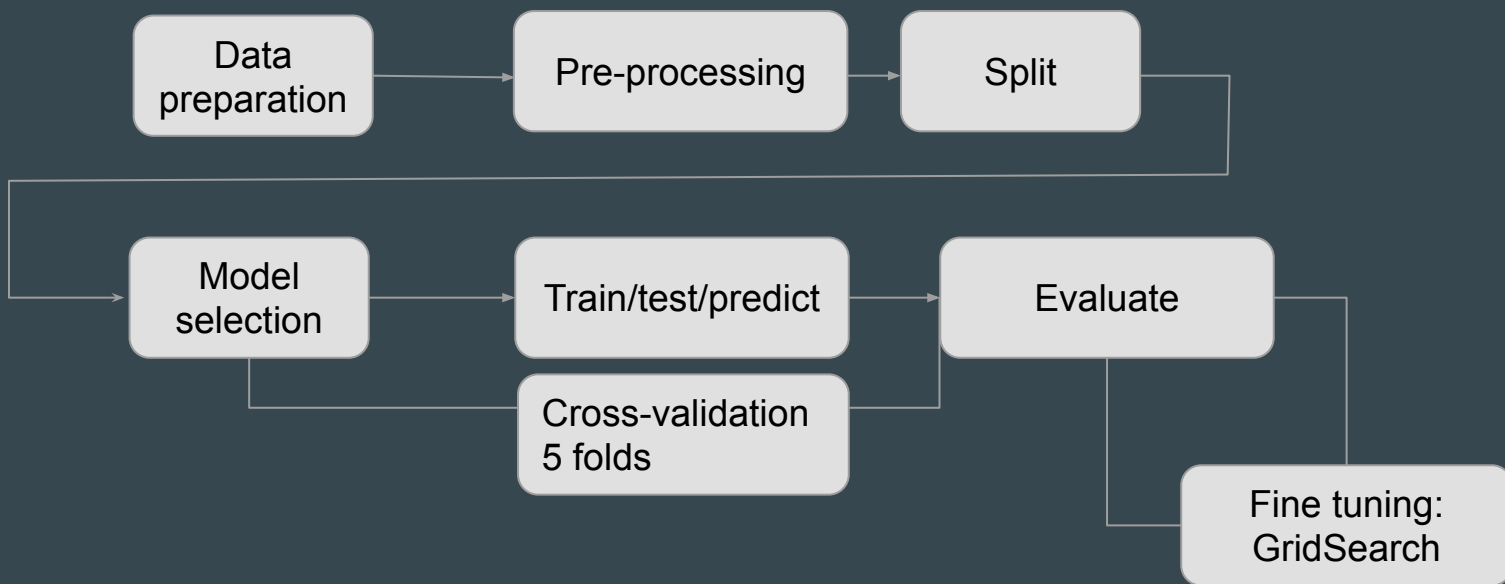 Data
preparation
Pre-processing
Split
Model
selection
Train/test/predict
Evaluate
Cross-validation
5 folds
Fine tuning:
GridSearch